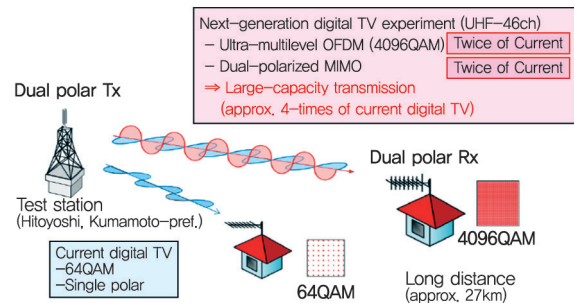 Next-generation digital TV experiment (UHF-46ch)
- Ultra-multilevel OFDM (4096QAM) Twice of Current
- Dual-polarized MIMO Twice of Current
⇒ Large-capacity transmission
(approx. 4-times of current digital TV)
Dual polar Tx
Dual polar Rx
Test station
(Hitoyoshi, Kumamoto-pref.)
4096QAM
Current digital TV
-64QAM
-Single polar
64QAM
Long distance
(approx. 27km)